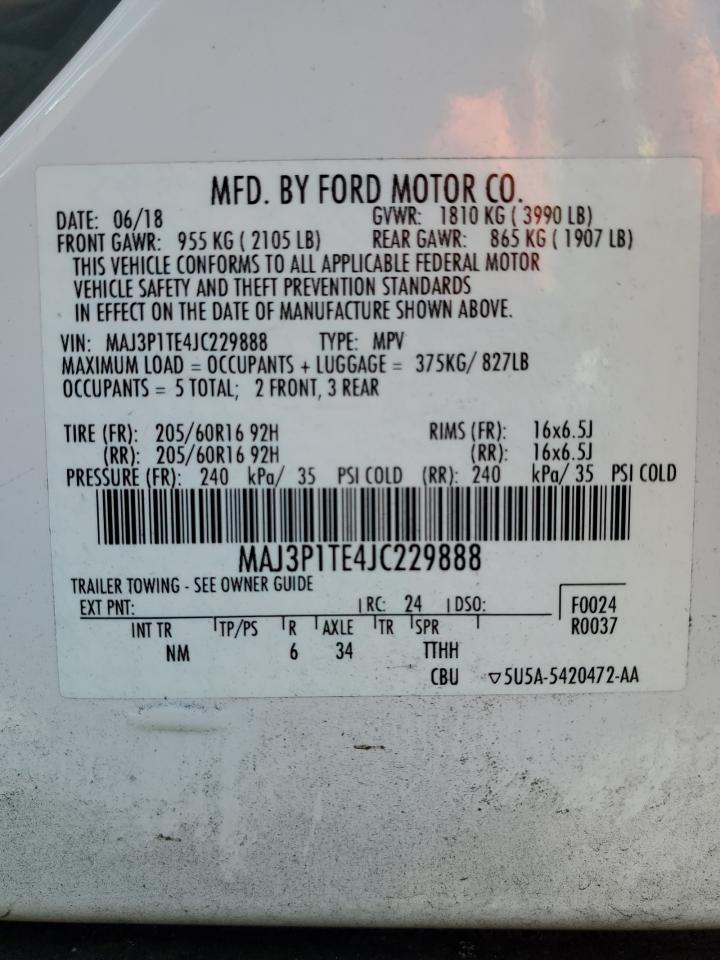 MFD. BY FORD MOTOR CO.
DATE: 06/18 GVWR: 1810 KG ( 3990 LB)
FRONT GAWR: 955 KG ( 2105 LB) REAR GAWR: 865 KG ( 1907 LB)
THIS VEHICLE CONFORMS TO ALL APPLICABLE FEDERAL MOTOR
VEHICLE SAFETY AND THEFT PREVENTION STANDARDS
IN EFFECT ON THE DATE OF MANUFACTURE SHOWN ABOVE.
VIN: MAJ3P1TE4JC229888 TYPE: MPV
MAXIMUM LOAD = OCCUPANTS + LUGGAGE = 375KG/ 827LB
OCCUPANTS = 5 TOTAL; 2 FRONT, 3 REAR
TIRE (FR): 205/60R16 92H RIMS (FR): 16x6.5J
(RR): 205/60R16 92H (RR): 16x6.5J
PRESSURE (FR): 240 kPa/ 35 PSI COLD (RR): 240 kPa/ 35 PSI COLD
MAJ3P1TE4JC229888
TRAILER TOWING - SEE OWNER GUIDE
EXT PNT: RC: 24 DSO: F0024
INT TR TP/PS R AXLE TR SPR R0037
NM 6 34 TTHH
CBU ▽5U5A-5420472-AA